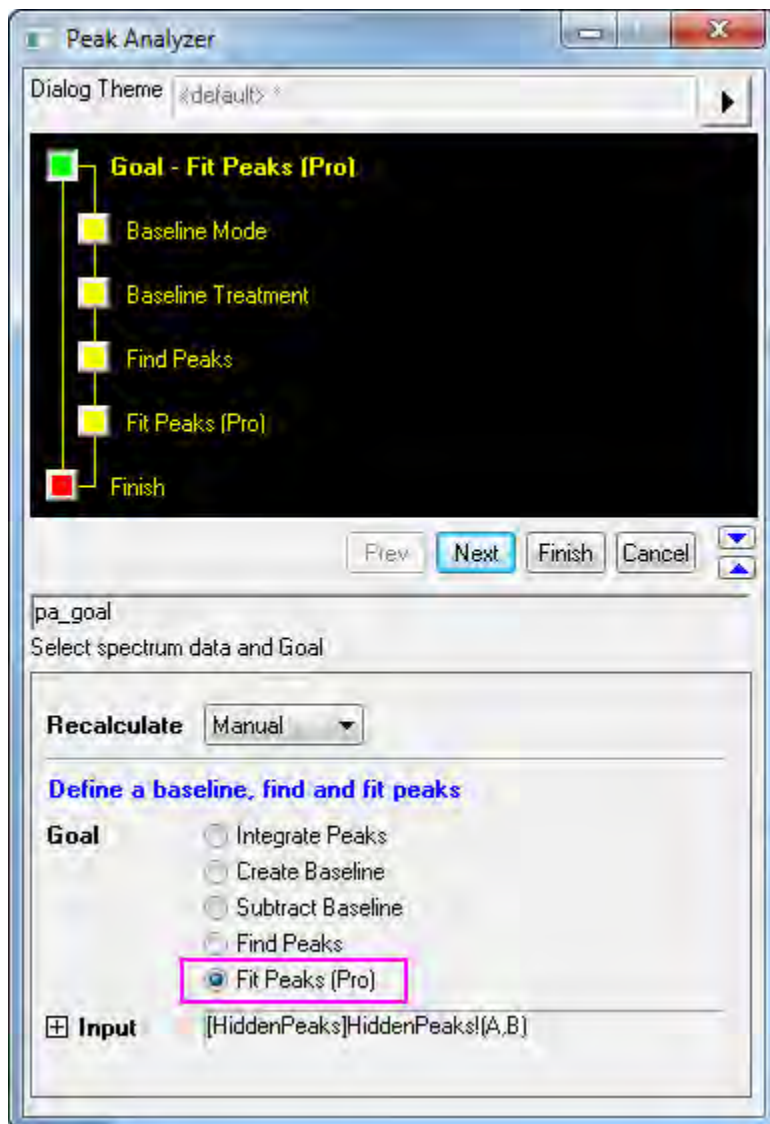 Peak Analyzer
Dialog Theme <default> *
Goal - Fit Peaks (Pro)
Baseline Mode
Baseline Treatment
Find Peaks
Fit Peaks (Pro)
Finish
Prev Next Finish Cancel
pa_goal
Select spectrum data and Goal
Recalculate Manual
Define a baseline, find and fit peaks
Goal Integrate Peaks
Create Baseline
Subtract Baseline
Find Peaks
Fit Peaks (Pro)
Input [HiddenPeaks]HiddenPeaks!(A,B)